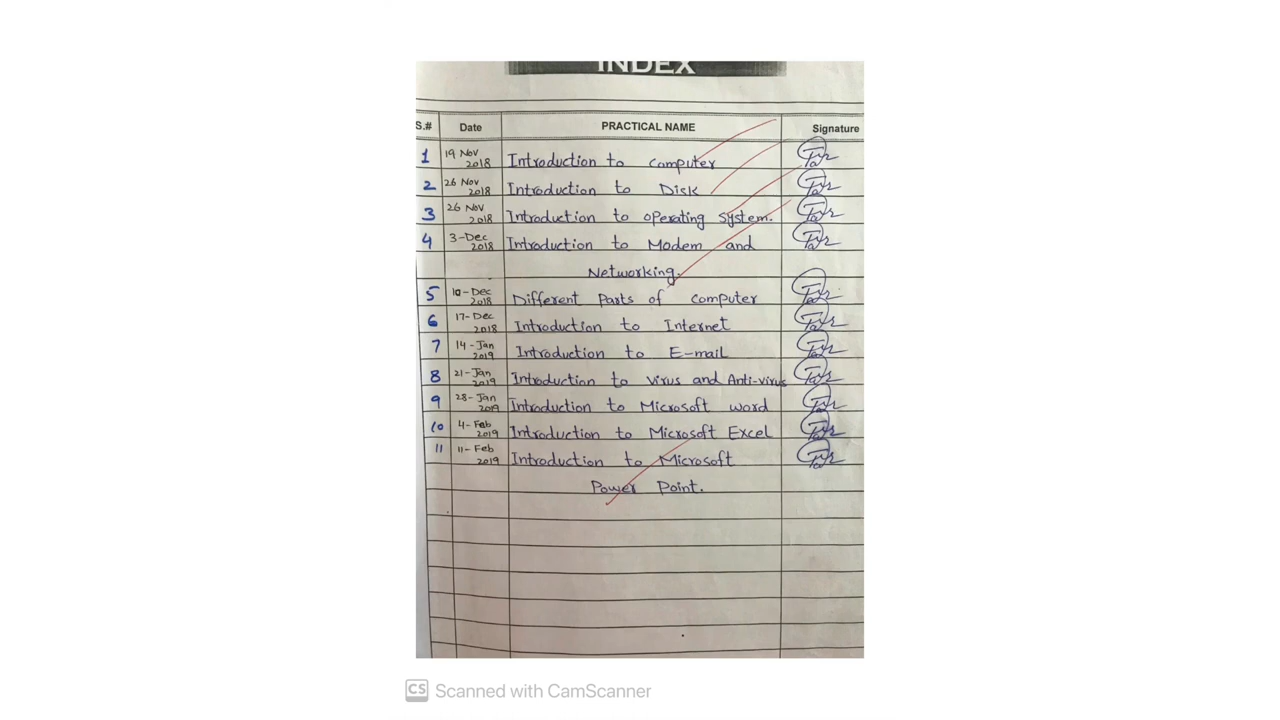 INDEX
S.# Date PRACTICAL NAME Signature
1 19 Nov 2018 Introduction to Computer
2 26 Nov 2018 Introduction to Disk
3 26 Nov 2018 Introduction to operating system.
4 3-Dec 2018 Introduction to Modem and
Networking.
5 10-Dec 2018 Different Parts of computer
6 17-Dec 2018 Introduction to Internet
7 14-Jan 2019 Introduction to E-mail
8 21-Jan 2019 Introduction to virus and Anti-virus
9 28-Jan 2019 Introduction to Microsoft word
10 4-Feb 2019 Introduction to Microsoft Excel
11 11-Feb 2019 Introduction to Microsoft
Power Point.
CS Scanned with CamScanner